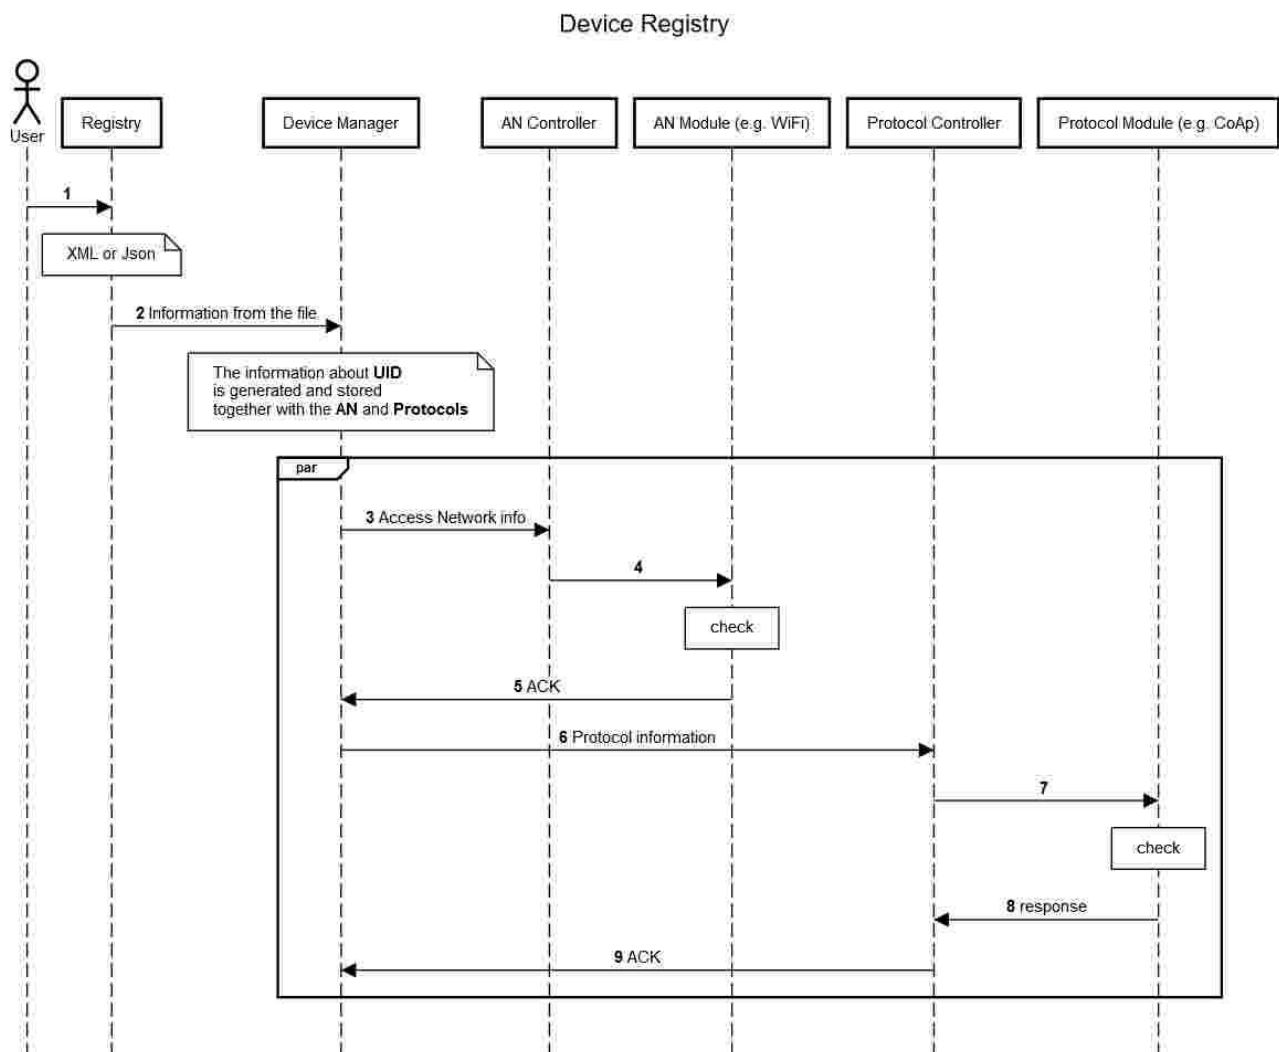 Device Registry
User
Registry
Device Manager
AN Controller
AN Module (e.g. WiFi)
Protocol Controller
Protocol Module (e.g. CoAp)
1
XML or Json
2 Information from the file
The information about UID
is generated and stored
together with the AN and Protocols
par
3 Access Network info
4
check
5 ACK
6 Protocol information
7
check
8 response
9 ACK